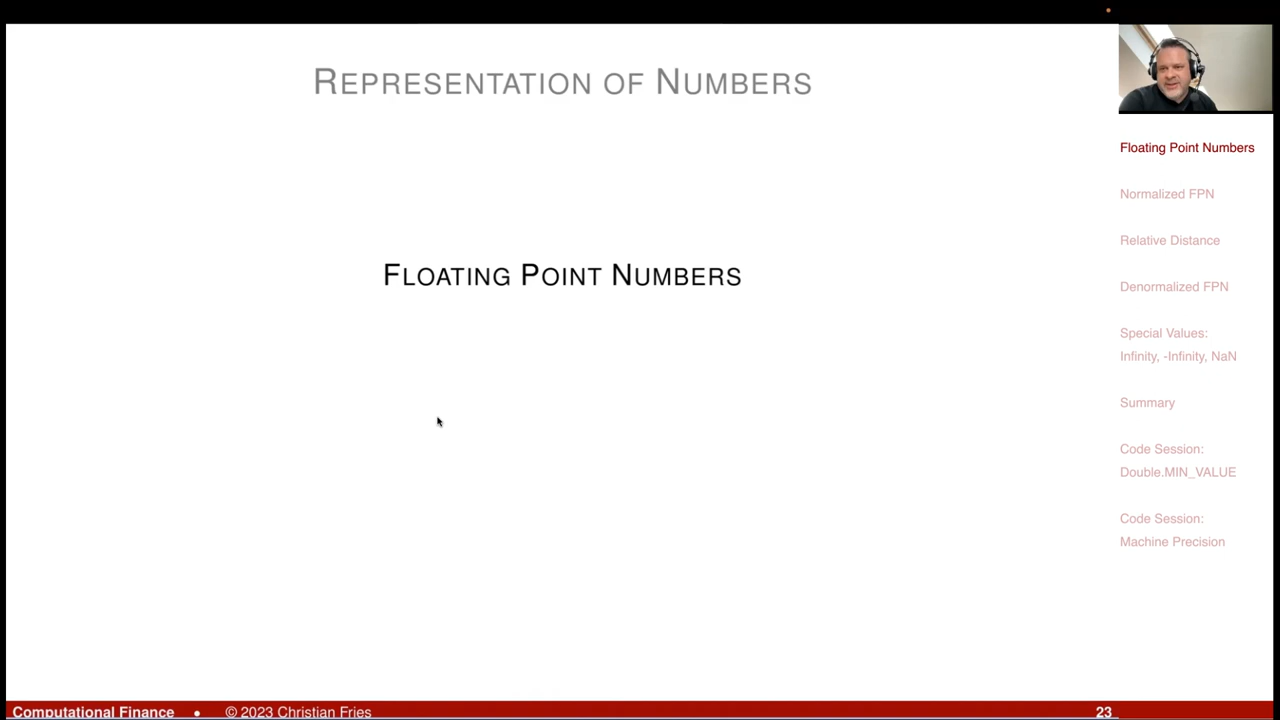 REPRESENTATION OF NUMBERS
FLOATING POINT NUMBERS
Floating Point Numbers
Normalized FPN
Relative Distance
Denormalized FPN
Special Values:
Infinity, -Infinity, NaN
Summary
Code Session:
Double.MIN_VALUE
Code Session:
Machine Precision
Computational Finance • © 2023 Christian Fries 23